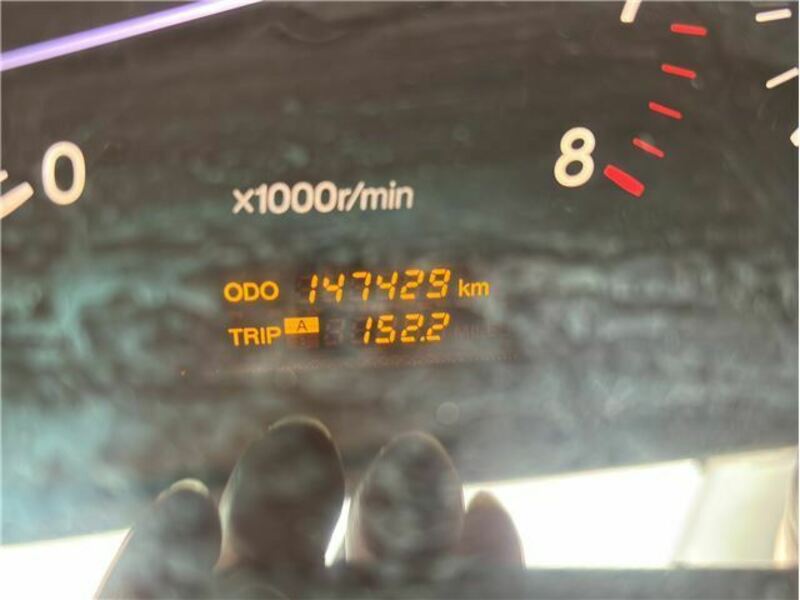 0
8
x1000r/min
ODO 147429 km
TRIP A 152.2